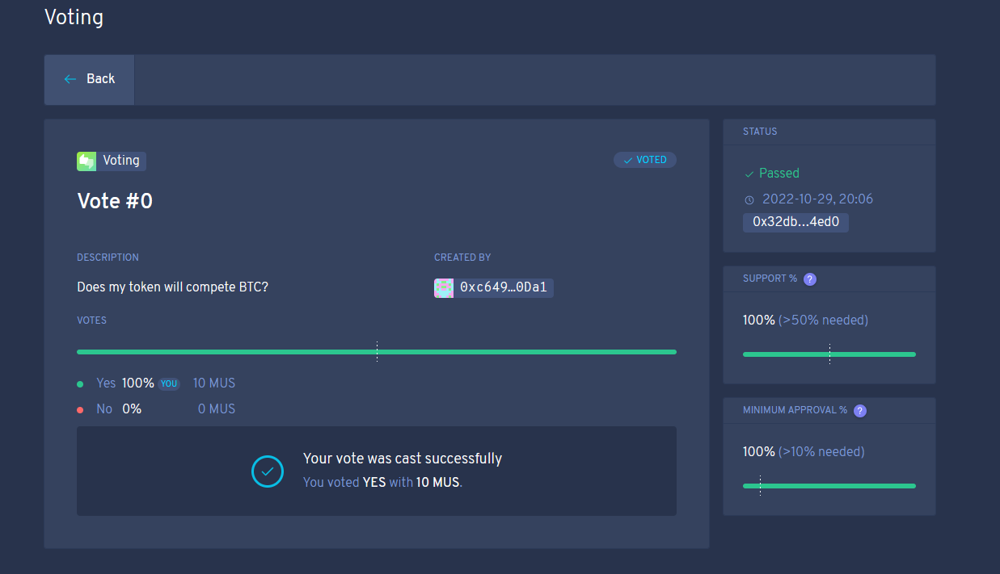 Voting
Back
Voting
VOTED
Vote #0
DESCRIPTION
CREATED BY
Does my token will compete BTC?
0xc649…0Da1
VOTES
Yes 100% YOU 10 MUS
No 0% 0 MUS
Your vote was cast successfully
You voted YES with 10 MUS.
STATUS
Passed
2022-10-29, 20:06
0x32db…4ed0
SUPPORT % ?
100% (>50% needed)
MINIMUM APPROVAL % ?
100% (>10% needed)